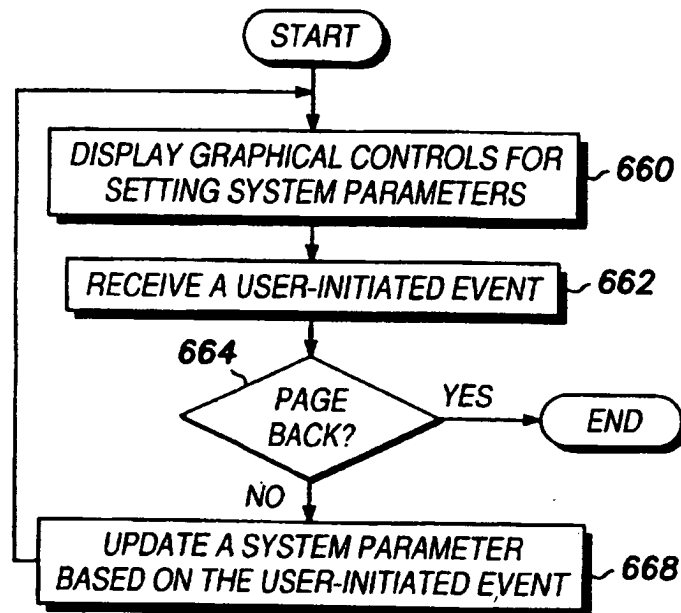 START
DISPLAY GRAPHICAL CONTROLS FOR
SETTING SYSTEM PARAMETERS
660
RECEIVE A USER-INITIATED EVENT
662
664
PAGE
BACK?
YES
END
NO
UPDATE A SYSTEM PARAMETER
BASED ON THE USER-INITIATED EVENT
668